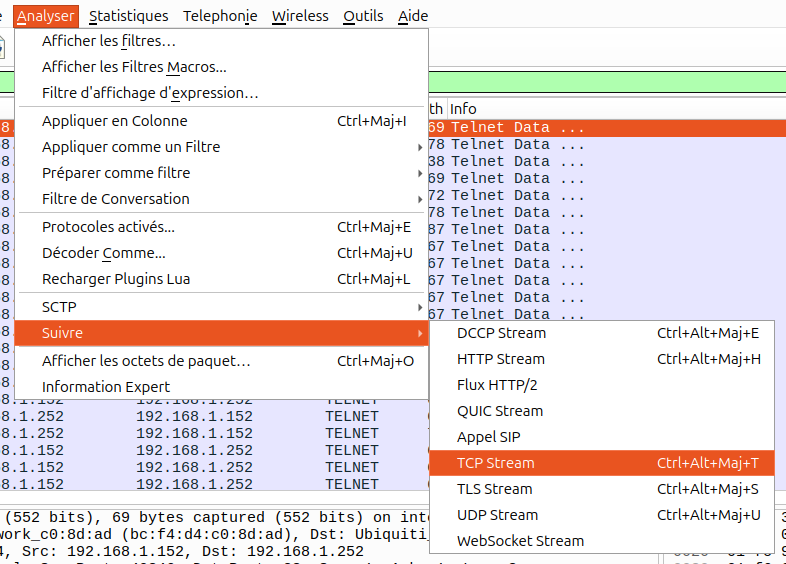 Analyser Statistiques Telephonie Wireless Outils Aide
Afficher les filtres…
Afficher les Filtres Macros...
Filtre d'affichage d'expression…
Appliquer en Colonne Ctrl+Maj+I
Appliquer comme un Filtre
Préparer comme filtre
Filtre de Conversation
Protocoles activés... Ctrl+Maj+E
Décoder Comme... Ctrl+Maj+U
Recharger Plugins Lua Ctrl+Maj+L
SCTP
Suivre
Afficher les octets de paquet… Ctrl+Maj+O
Information Expert
DCCP Stream Ctrl+Alt+Maj+E
HTTP Stream Ctrl+Alt+Maj+H
Flux HTTP/2
QUIC Stream
Appel SIP
TCP Stream Ctrl+Alt+Maj+T
TLS Stream Ctrl+Alt+Maj+S
UDP Stream Ctrl+Alt+Maj+U
WebSocket Stream
th Info
69 Telnet Data ...
78 Telnet Data ...
38 Telnet Data ...
69 Telnet Data ...
72 Telnet Data ...
78 Telnet Data ...
87 Telnet Data ...
67 Telnet Data ...
67 Telnet Data ...
67 Telnet Data ...
67 Telnet Data ...
67 Telnet Data ...
8.1.152 192.168.1.252 TELNET
8.1.252 192.168.1.152 TELNET
8.1.152 192.168.1.252 TELNET
8.1.252 192.168.1.152 TELNET
8.1.152 192.168.1.252 TELNET
8.1.152 192.168.1.252 TELNET
(552 bits), 69 bytes captured (552 bits) on inte
work_c0:8d:ad (bc:f4:d4:c0:8d:ad), Dst: Ubiquiti_
4, Src: 192.168.1.152, Dst: 192.168.1.252